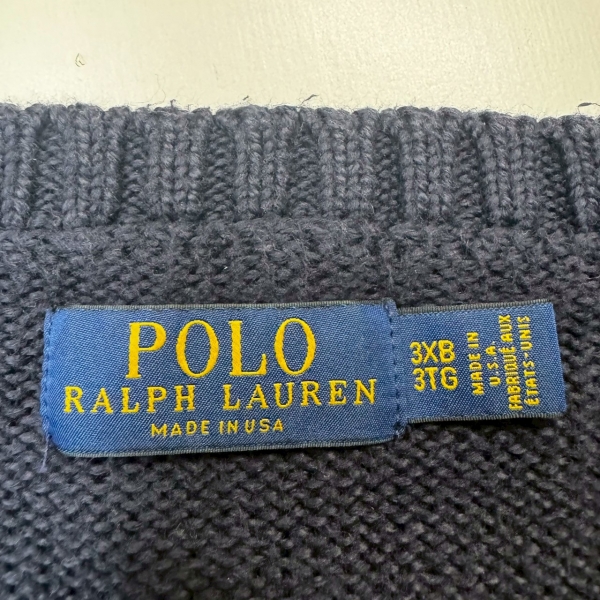 POLO
RALPH LAUREN
MADE IN USA
3XB
3TG
MADE IN
U.S.A.
FABRIQUÉ AUX
ÉTATS-UNIS